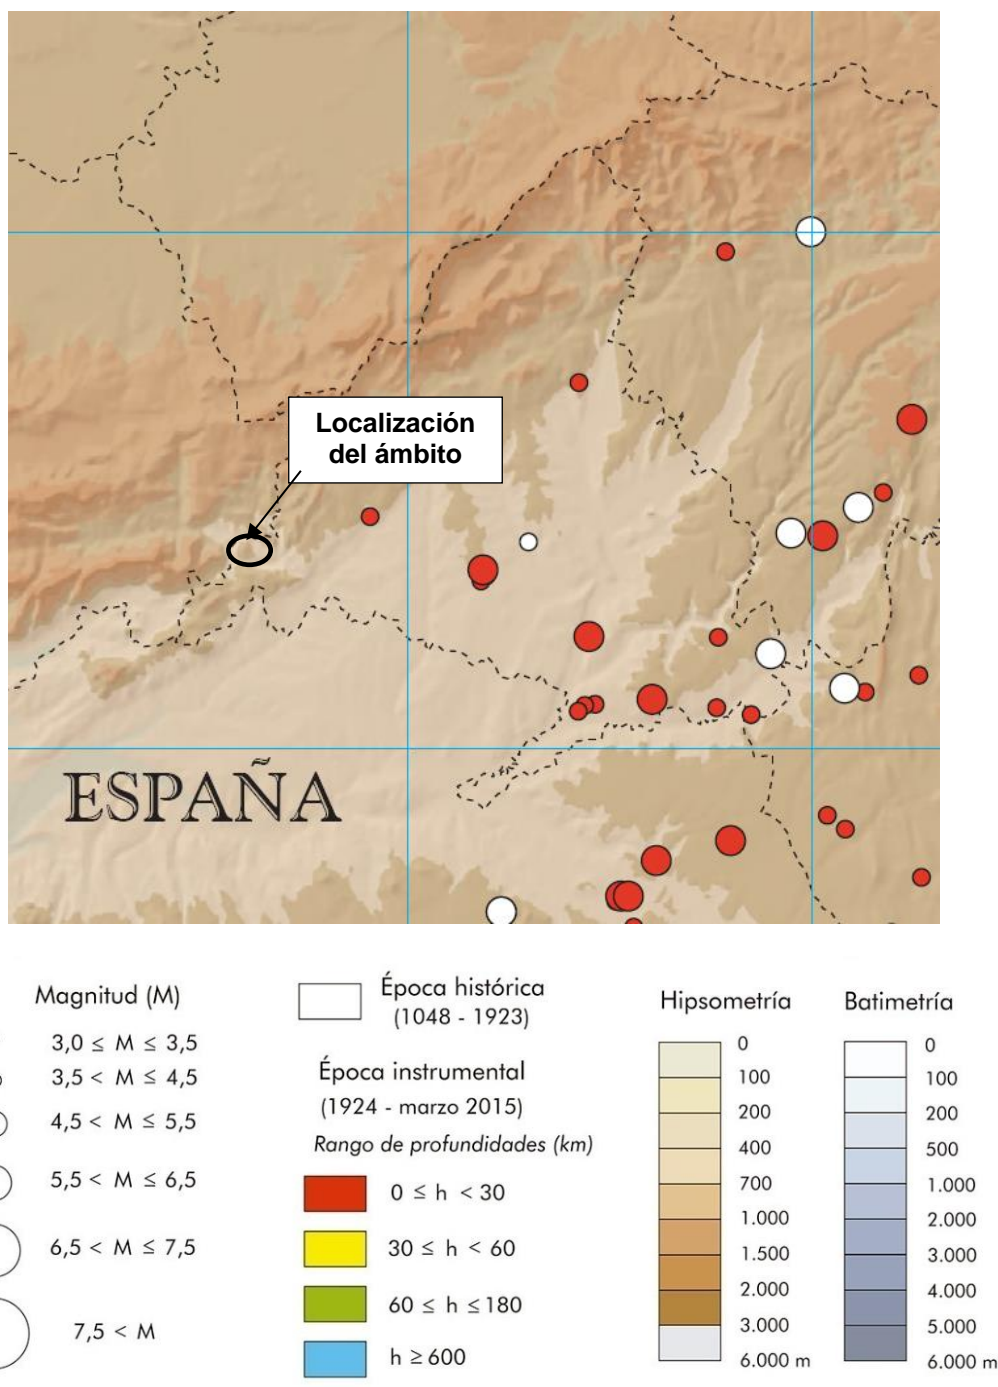 Localización
del ámbito
ESPAÑA
Magnitud (M)
3,0 ≤ M ≤ 3,5
3,5 < M ≤ 4,5
4,5 < M ≤ 5,5
5,5 < M ≤ 6,5
6,5 < M ≤ 7,5
7,5 < M
Época histórica
(1048 - 1923)
Época instrumental
(1924 - marzo 2015)
Rango de profundidades (km)
0 ≤ h < 30
30 ≤ h < 60
60 ≤ h ≤ 180
h ≥ 600
Hipsometría
0
100
200
400
700
1.000
1.500
2.000
3.000
6.000 m
Batimetría
0
100
200
500
1.000
2.000
3.000
4.000
5.000
6.000 m